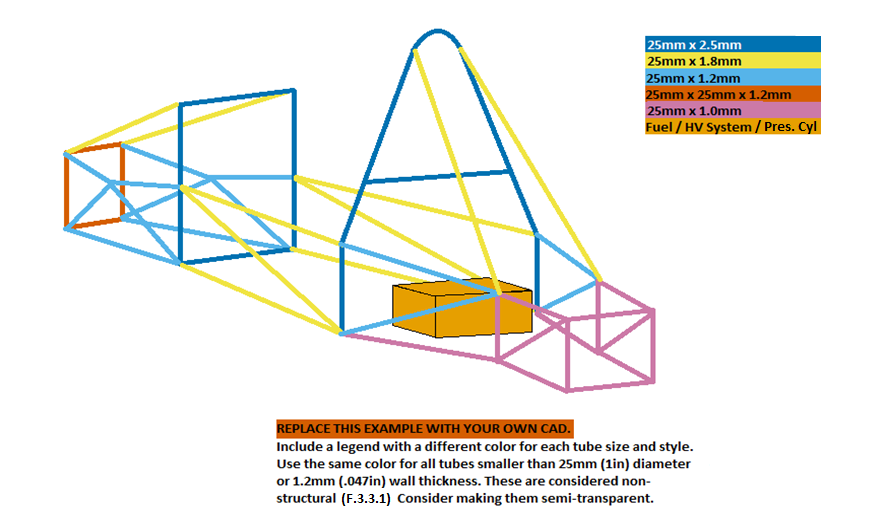 25mm x 2.5mm
25mm x 1.8mm
25mm x 1.2mm
25mm x 25mm x 1.2mm
25mm x 1.0mm
Fuel / HV System / Pres. Cyl
REPLACE THIS EXAMPLE WITH YOUR OWN CAD.
Include a legend with a different color for each tube size and style.
Use the same color for all tubes smaller than 25mm (1in) diameter
or 1.2mm (.047in) wall thickness. These are considered non-
structural (F.3.3.1) Consider making them semi-transparent.